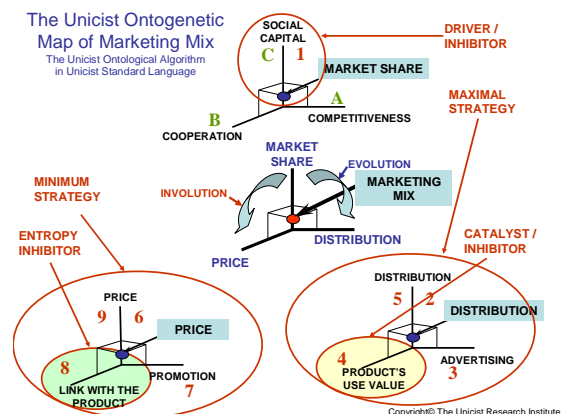 The Unicist Ontogenetic
Map of Marketing Mix
The Unicist Ontological Algorithm
in Unicist Standard Language
SOCIAL
CAPITAL
C 1
MARKET SHARE
A
B
COMPETITIVENESS
COOPERATION
DRIVER /
INHIBITOR
MAXIMAL
STRATEGY
MARKET
SHARE
EVOLUTION
INVOLUTION
MARKETING
MIX
DISTRIBUTION
PRICE
MINIMUM
STRATEGY
ENTROPY
INHIBITOR
CATALYST /
INHIBITOR
PRICE
9 6
PRICE
8
PROMOTION
7
LINK WITH THE
PRODUCT
DISTRIBUTION
5 2
DISTRIBUTION
4
ADVERTISING
3
PRODUCT'S
USE VALUE
Copyright© The Unicist Research Institute